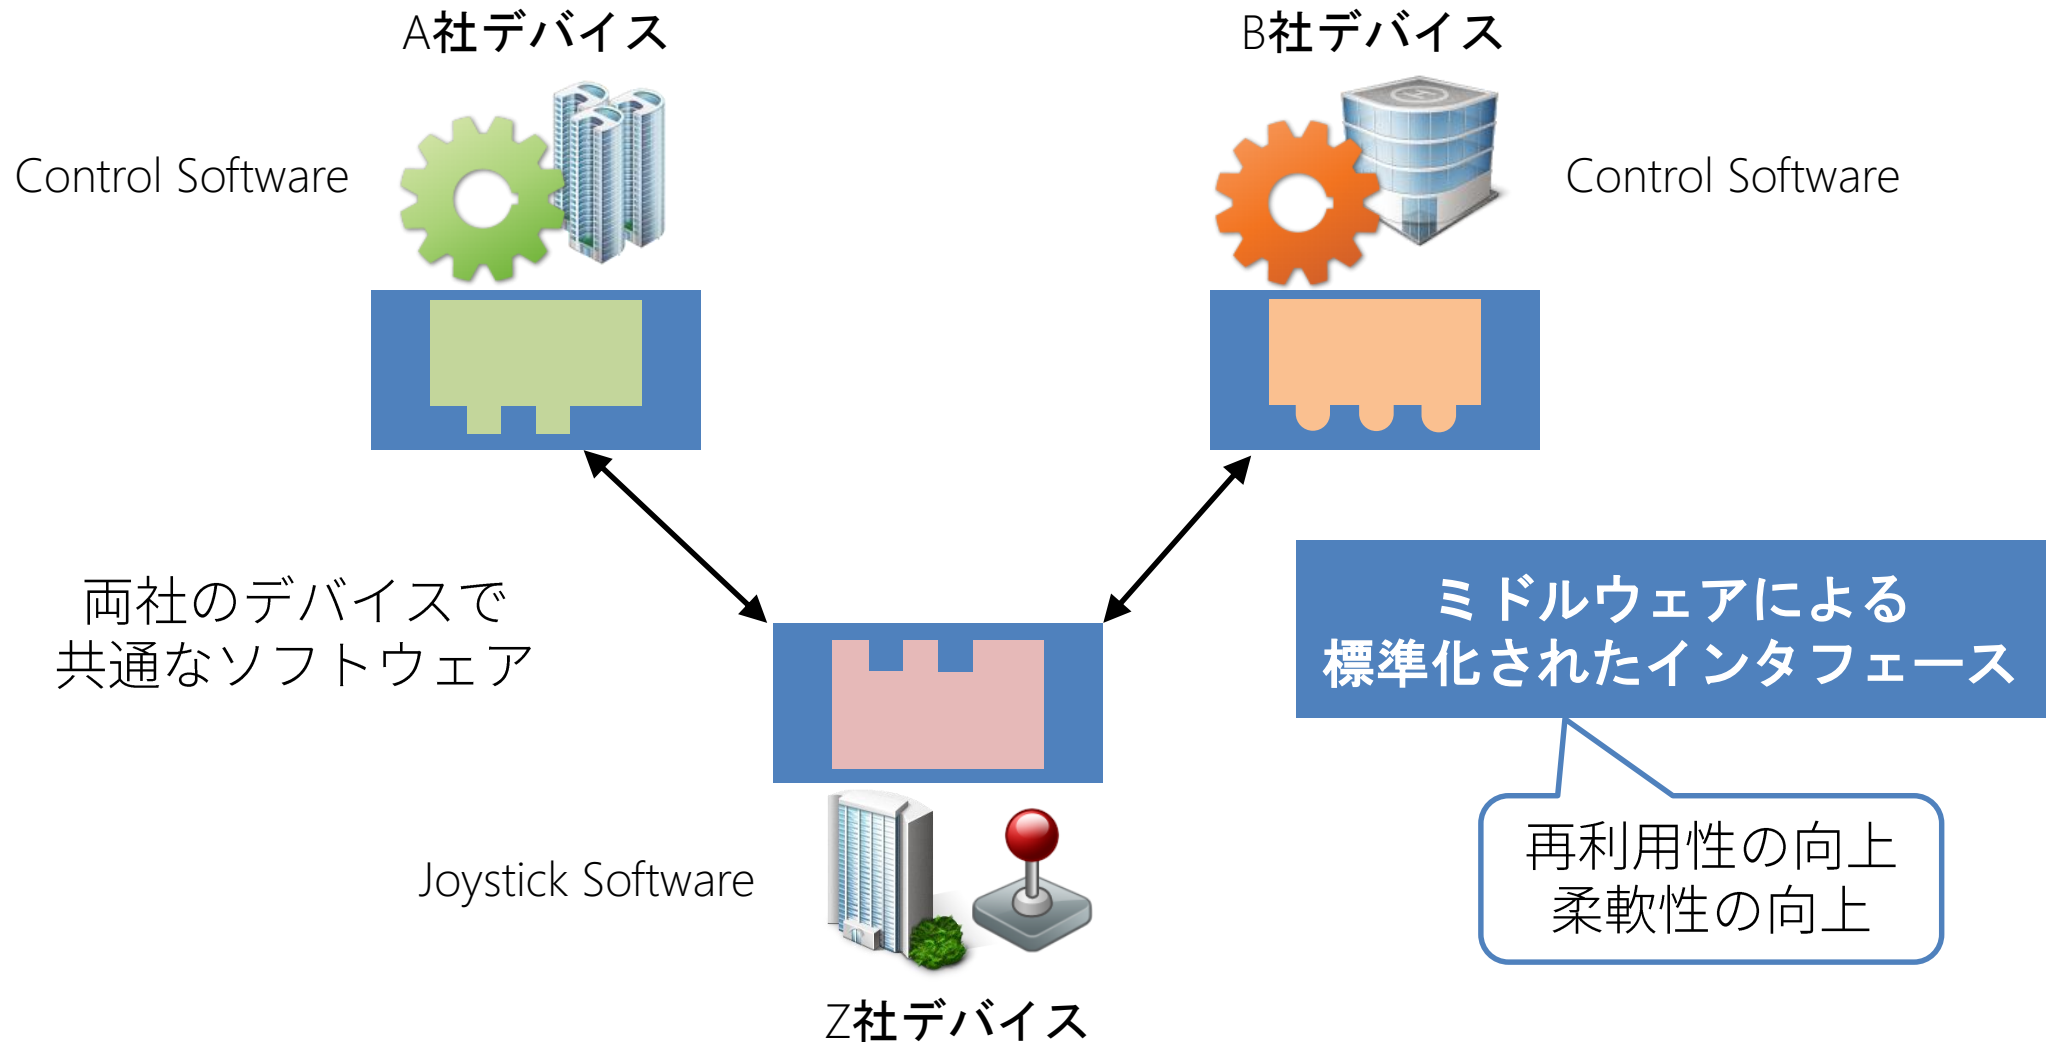 A社デバイス
B社デバイス
Control Software
Control Software
両社のデバイスで
共通なソフトウェア
ミドルウェアによる
標準化されたインタフェース
再利用性の向上
柔軟性の向上
Joystick Software
Z社デバイス